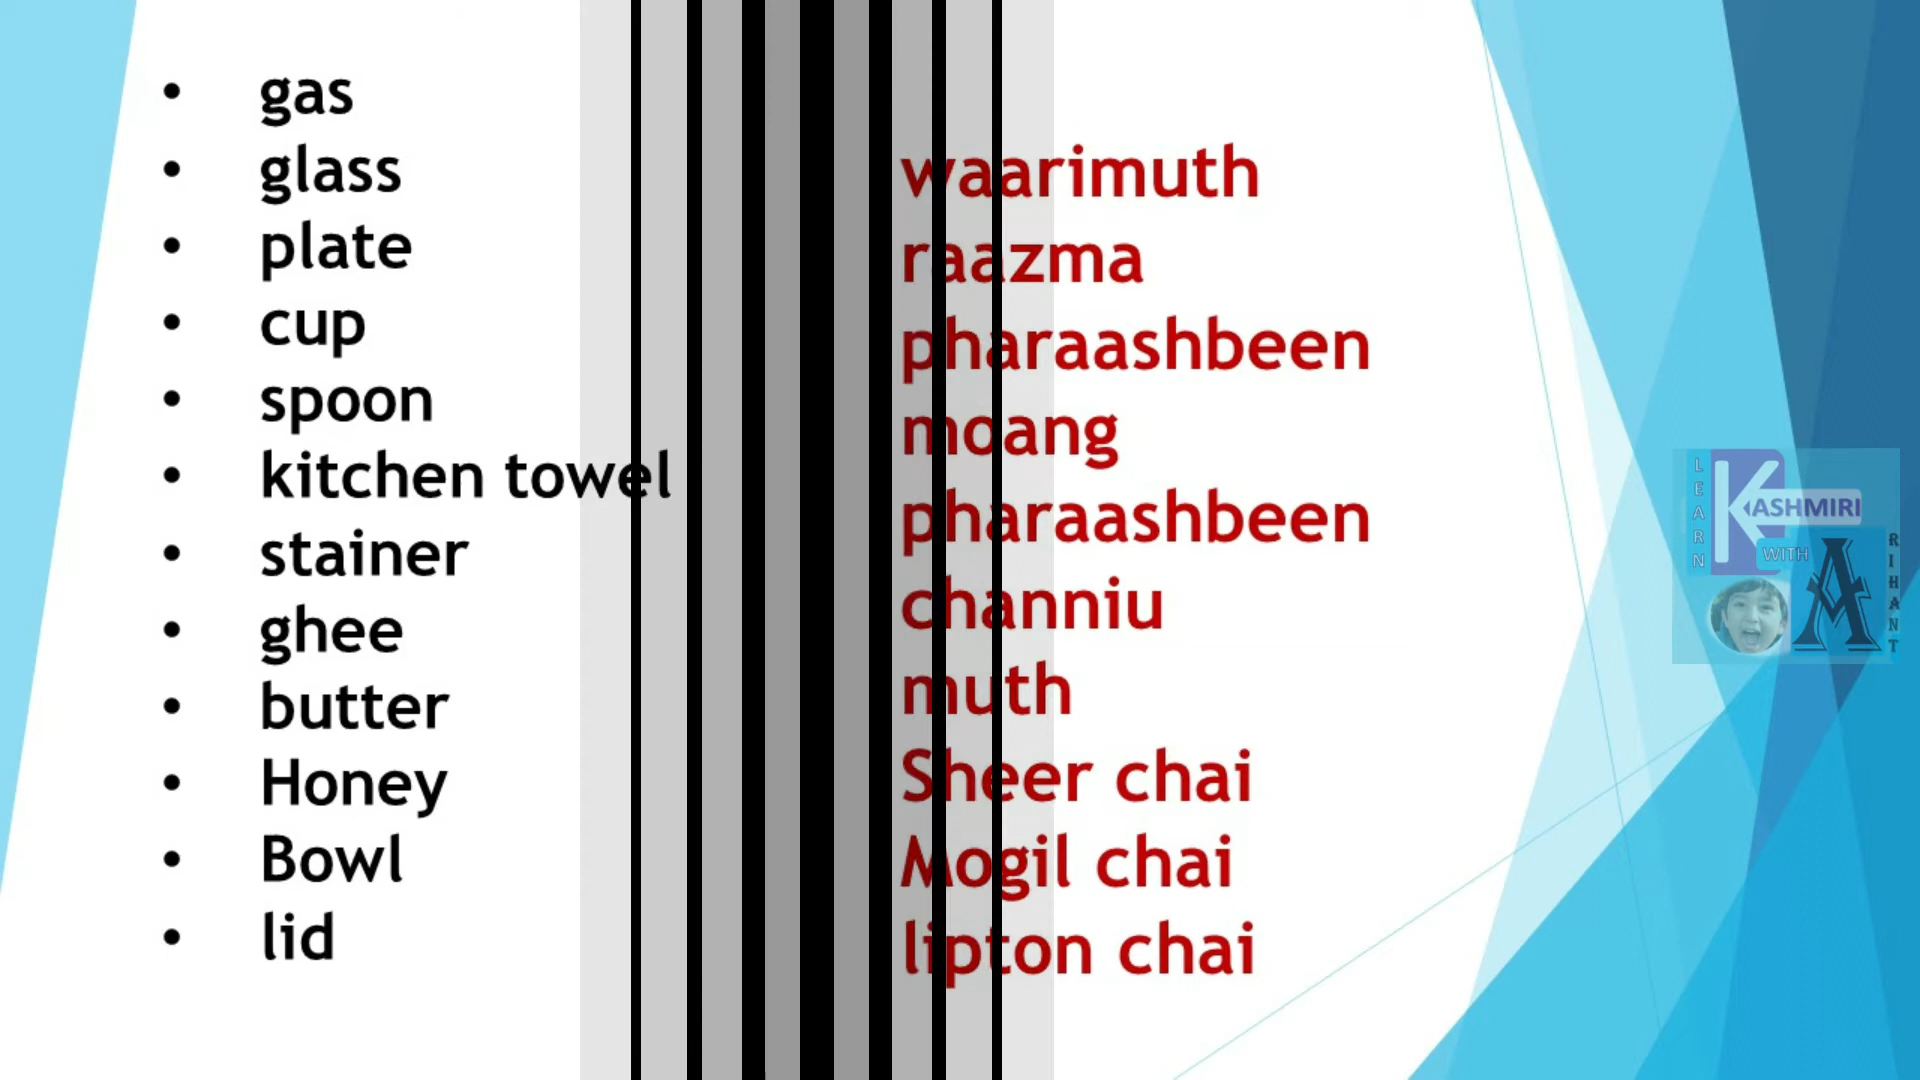 gas
glass
plate
cup
spoon
kitchen towel
stainer
ghee
butter
Honey
Bowl
lid
waarimuth
raazma
pharaashbeen
moang
pharaashbeen
channiu
muth
Sheer chai
Mogil chai
lipton chai
LEARN
KASHMIRI
WITH
A
RIHANT